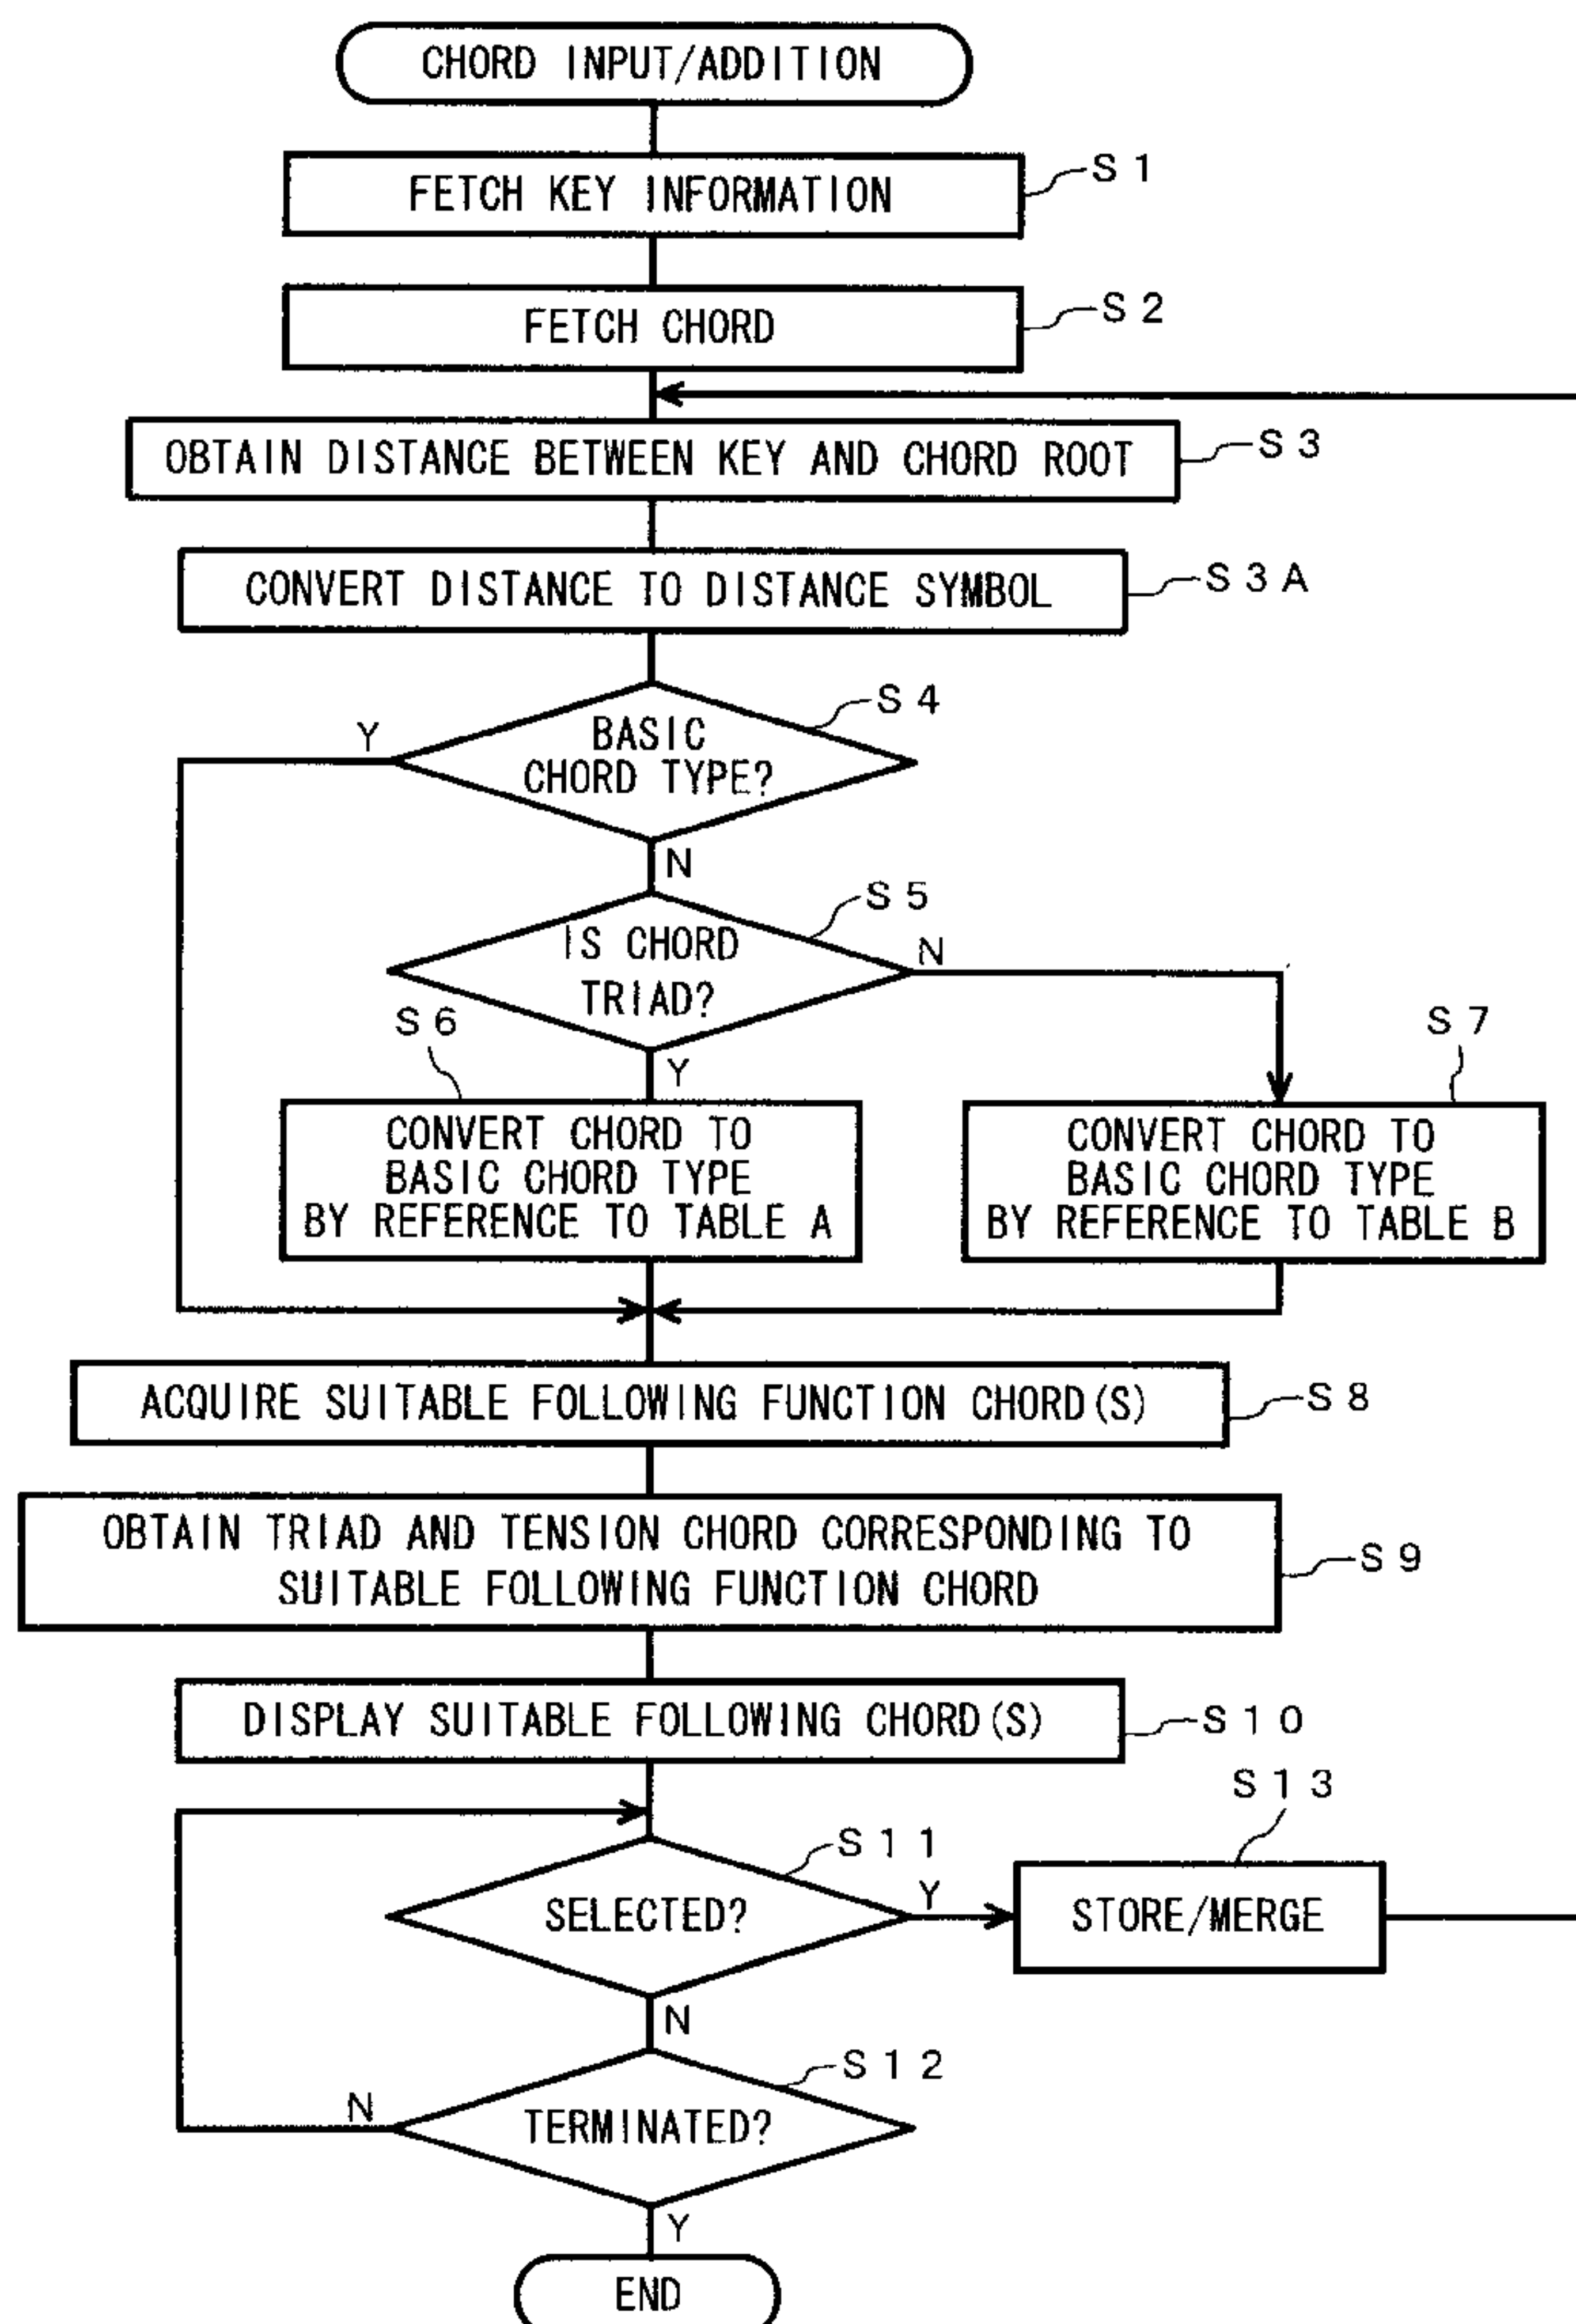 CHORD INPUT/ADDITION
FETCH KEY INFORMATION
S1
FETCH CHORD
S2
OBTAIN DISTANCE BETWEEN KEY AND CHORD ROOT
S3
CONVERT DISTANCE TO DISTANCE SYMBOL
S3A
BASIC
CHORD TYPE?
S4
Y
N
IS CHORD
TRIAD?
S5
N
Y
S6
CONVERT CHORD TO
BASIC CHORD TYPE
BY REFERENCE TO TABLE A
S7
CONVERT CHORD TO
BASIC CHORD TYPE
BY REFERENCE TO TABLE B
ACQUIRE SUITABLE FOLLOWING FUNCTION CHORD(S)
S8
OBTAIN TRIAD AND TENSION CHORD CORRESPONDING TO
SUITABLE FOLLOWING FUNCTION CHORD
S9
DISPLAY SUITABLE FOLLOWING CHORD(S)
S10
SELECTED?
S11
Y
S13
STORE/MERGE
N
TERMINATED?
S12
N
Y
END